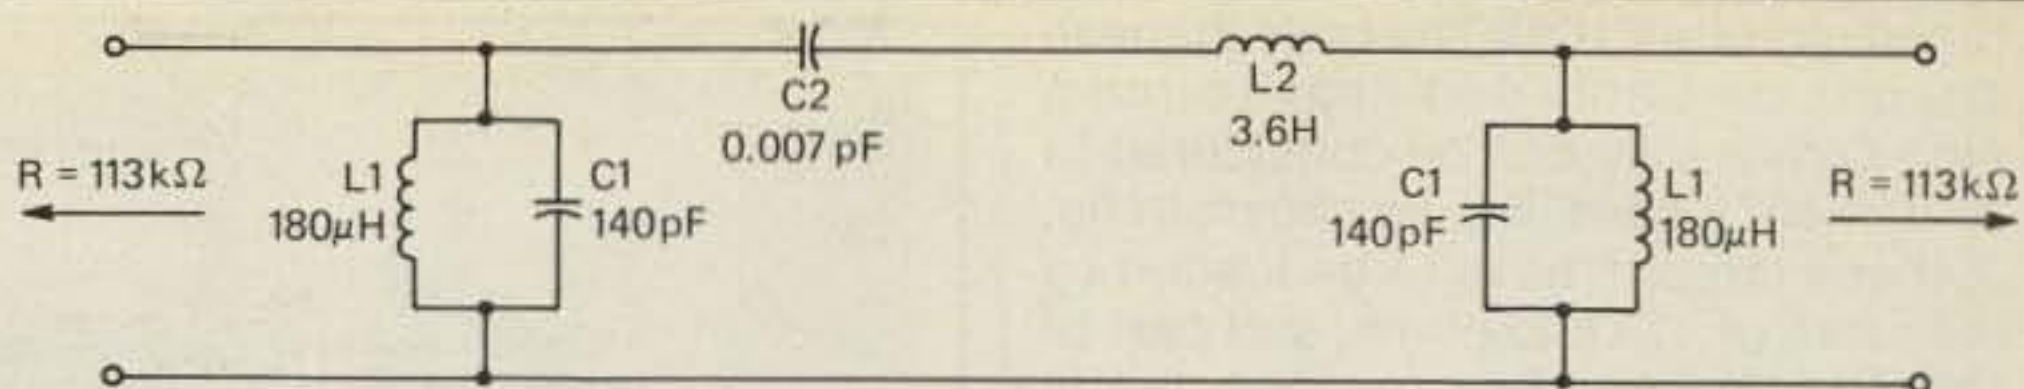 C2
0.007 pF
L2
3.6H
R = 113kΩ
L1
180μH
C1
140pF
C1
140pF
L1
180μH
R = 113kΩ